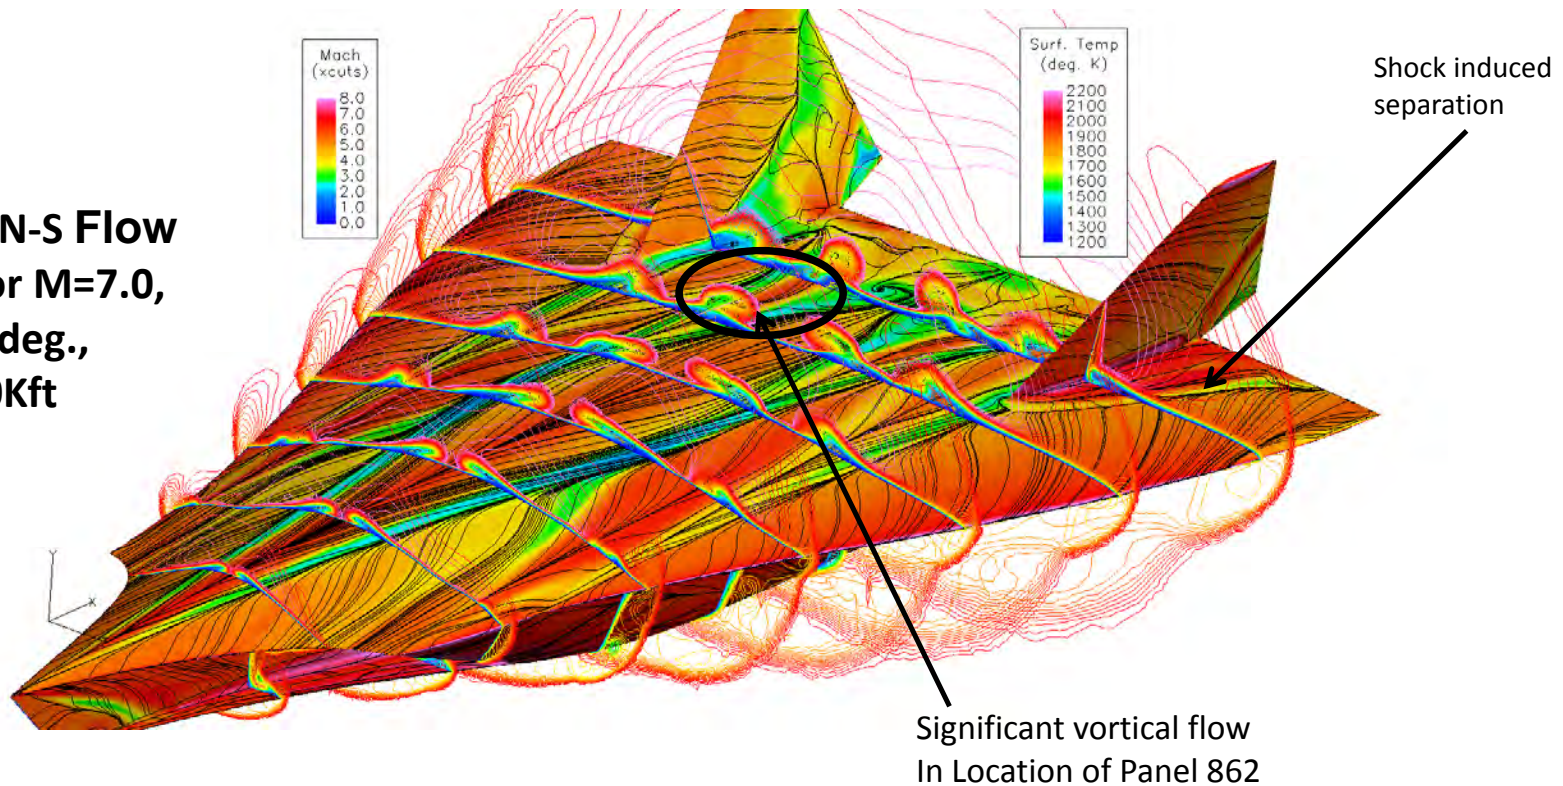 Mach
(xcuts)
8.0
7.0
6.0
5.0
4.0
3.0
2.0
1.0
0.0
Surf. Temp
(deg. K)
2200
2100
2000
1900
1800
1700
1600
1500
1400
1300
1200
Shock induced
separation
N-S Flow
M=7.0,
deg.,
Kft
Y
X
Significant vortical flow
In Location of Panel 862